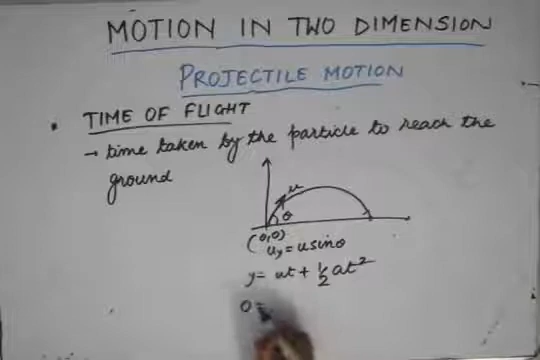 MOTION IN TWO DIMENSION
PROJECTILE MOTION
• TIME OF FLIGHT
→ time taken by the particle to reach the
ground
u
θ
(0,0)
u_y = u sinθ
y = ut + 1/2 at²
0 =